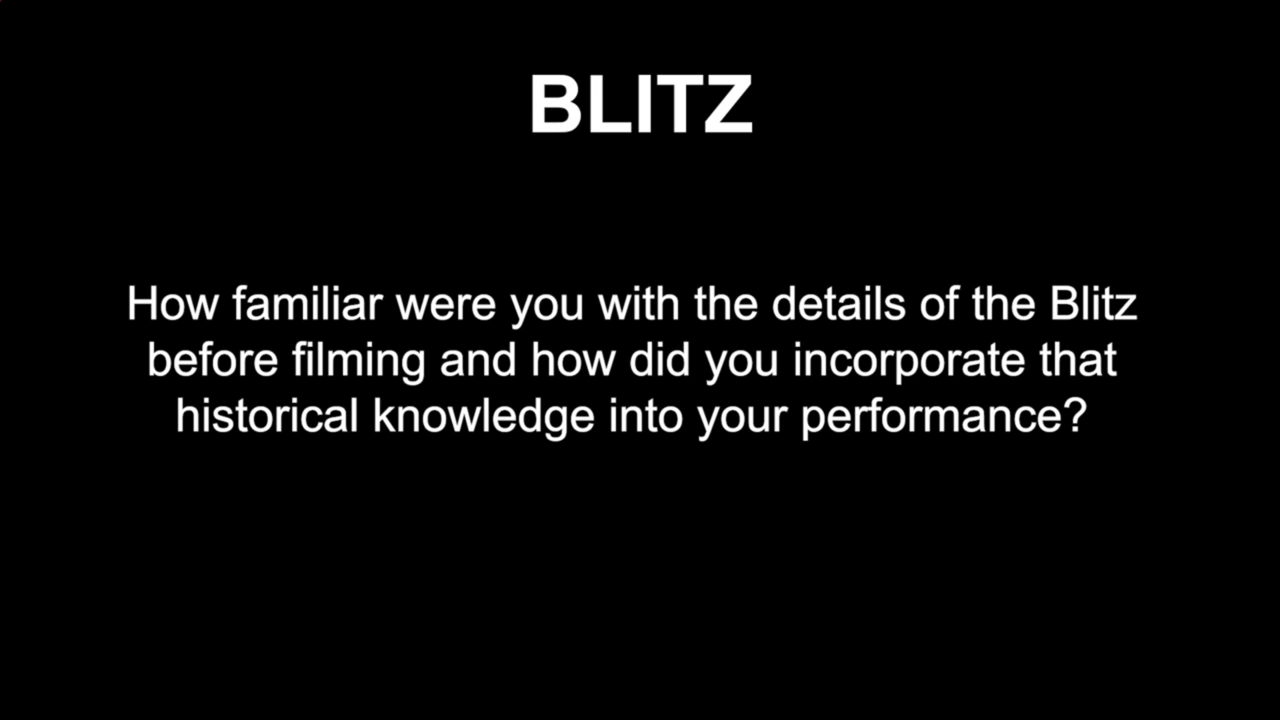 BLITZ
How familiar were you with the details of the Blitz
before filming and how did you incorporate that
historical knowledge into your performance?